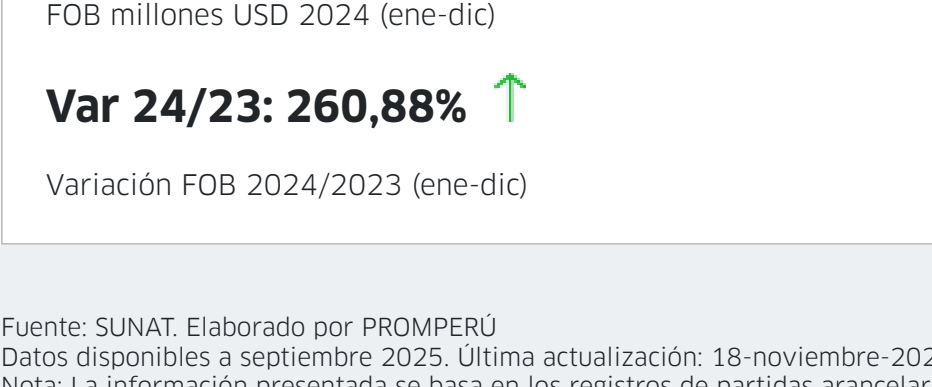 FOB millones USD 2024 (ene-dic)
Var 24/23: 260,88% ↑
Variación FOB 2024/2023 (ene-dic)
Fuente: SUNAT. Elaborado por PROMPERÚ
Datos disponibles a septiembre 2025. Última actualización: 18-noviembre-202
Nota: La información presentada se basa en los registros de partidas arancelar